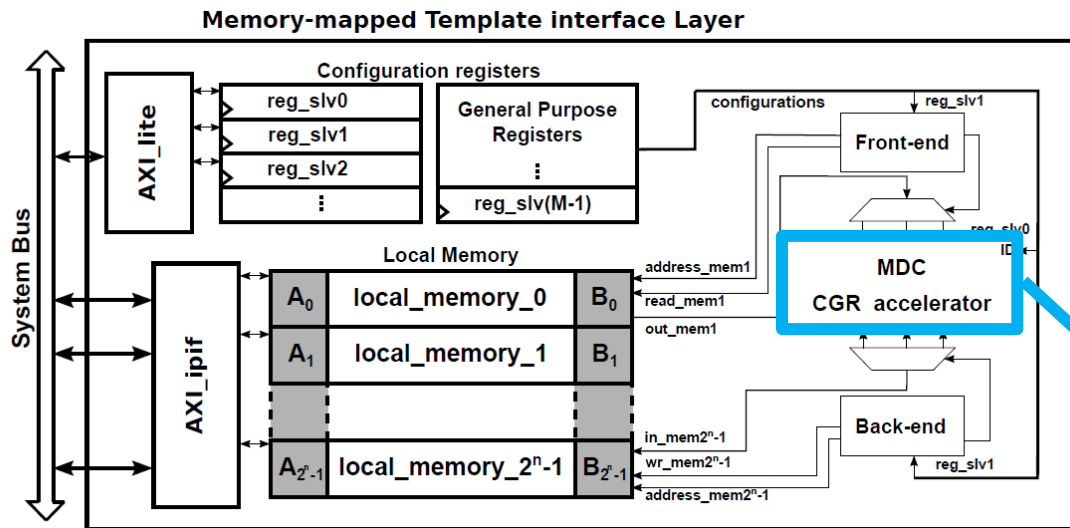 Memory-mapped Template interface Layer
System Bus
AXI_lite
Configuration registers
reg_slv0
reg_slv1
reg_slv2
⋮
General Purpose
Registers
⋮
reg_slv(M-1)
configurations
reg_slv1
Front-end
reg_slv0
ID
MDC
CGR accelerator
AXI_ipif
Local Memory
A₀ local_memory_0 B₀
A₁ local_memory_1 B₁
A₂ⁿ-1 local_memory_2ⁿ-1 B₂ⁿ-1
address_mem1
read_mem1
out_mem1
in_mem2ⁿ-1
wr_mem2ⁿ-1
address_mem2ⁿ-1
Back-end
reg_slv1